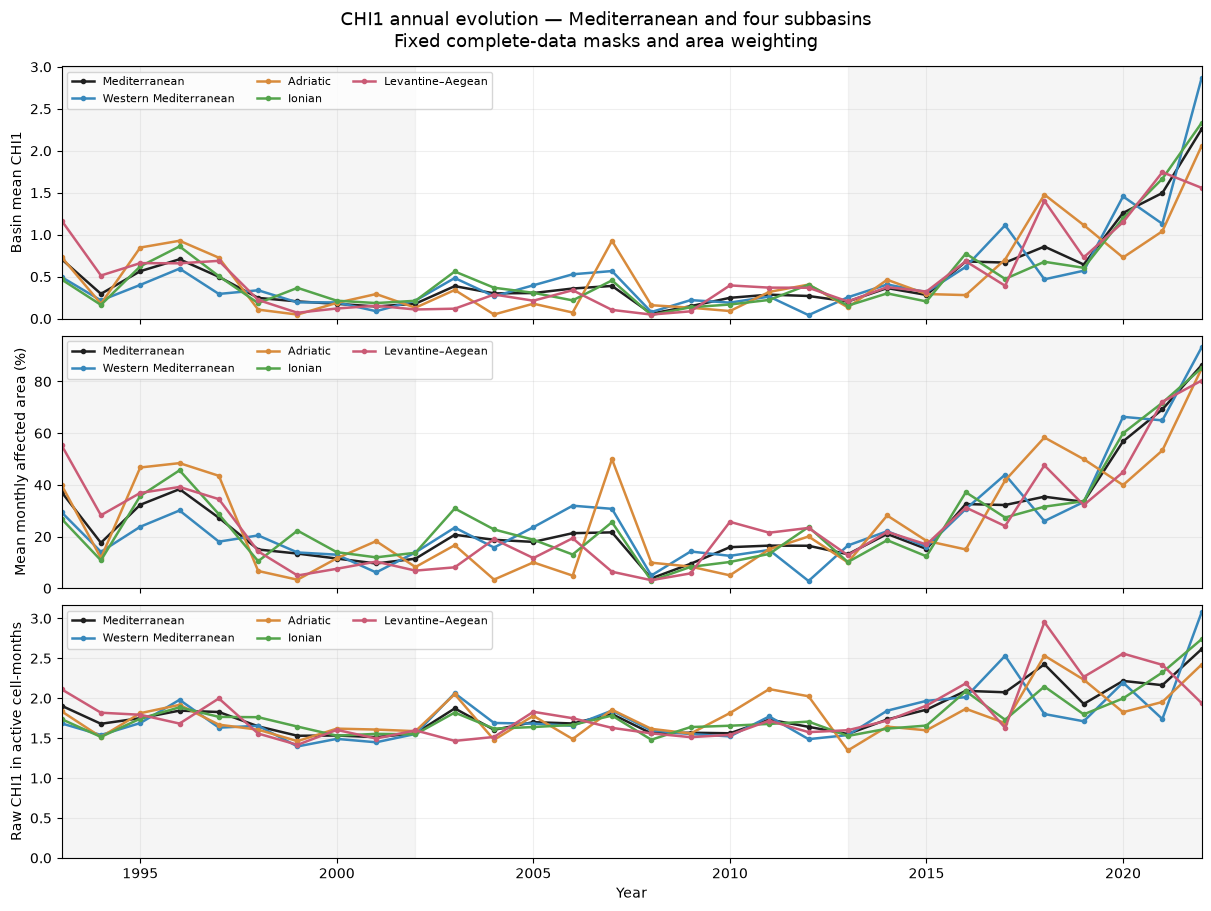 CHI1 annual evolution — Mediterranean and four subbasins
Fixed complete-data masks and area weighting
Basin mean CHI1
3.0
2.5
2.0
1.5
1.0
0.5
0.0
Mediterranean
Western Mediterranean
Adriatic
Ionian
Levantine–Aegean
Mean monthly affected area (%)
80
60
40
20
0
Mediterranean
Western Mediterranean
Adriatic
Ionian
Levantine–Aegean
Raw CHI1 in active cell-months
3.0
2.5
2.0
1.5
1.0
0.5
0.0
Mediterranean
Western Mediterranean
Adriatic
Ionian
Levantine–Aegean
1995
2000
2005
2010
2015
2020
Year